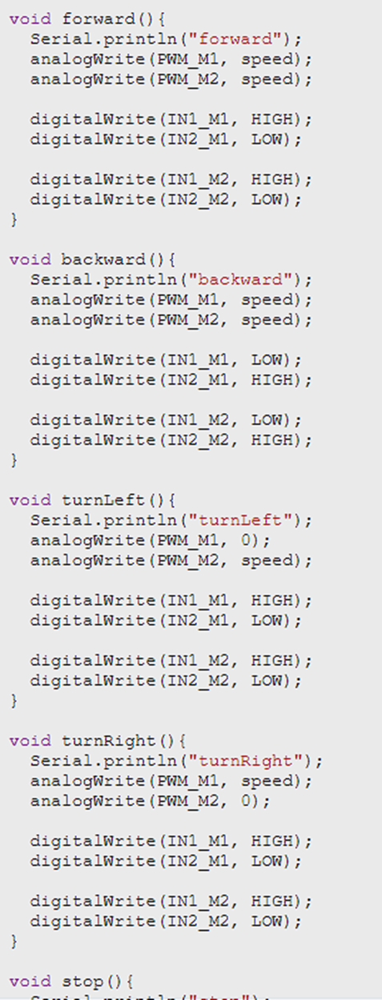 void forward(){
  Serial.println("forward");
  analogWrite(PWM_M1, speed);
  analogWrite(PWM_M2, speed);

  digitalWrite(IN1_M1, HIGH);
  digitalWrite(IN2_M1, LOW);

  digitalWrite(IN1_M2, HIGH);
  digitalWrite(IN2_M2, LOW);
}

void backward(){
  Serial.println("backward");
  analogWrite(PWM_M1, speed);
  analogWrite(PWM_M2, speed);

  digitalWrite(IN1_M1, LOW);
  digitalWrite(IN2_M1, HIGH);

  digitalWrite(IN1_M2, LOW);
  digitalWrite(IN2_M2, HIGH);
}

void turnLeft(){
  Serial.println("turnLeft");
  analogWrite(PWM_M1, 0);
  analogWrite(PWM_M2, speed);

  digitalWrite(IN1_M1, HIGH);
  digitalWrite(IN2_M1, LOW);

  digitalWrite(IN1_M2, HIGH);
  digitalWrite(IN2_M2, LOW);
}

void turnRight(){
  Serial.println("turnRight");
  analogWrite(PWM_M1, speed);
  analogWrite(PWM_M2, 0);

  digitalWrite(IN1_M1, HIGH);
  digitalWrite(IN2_M1, LOW);

  digitalWrite(IN1_M2, HIGH);
  digitalWrite(IN2_M2, LOW);
}

void stop(){
  Serial.println("stop");